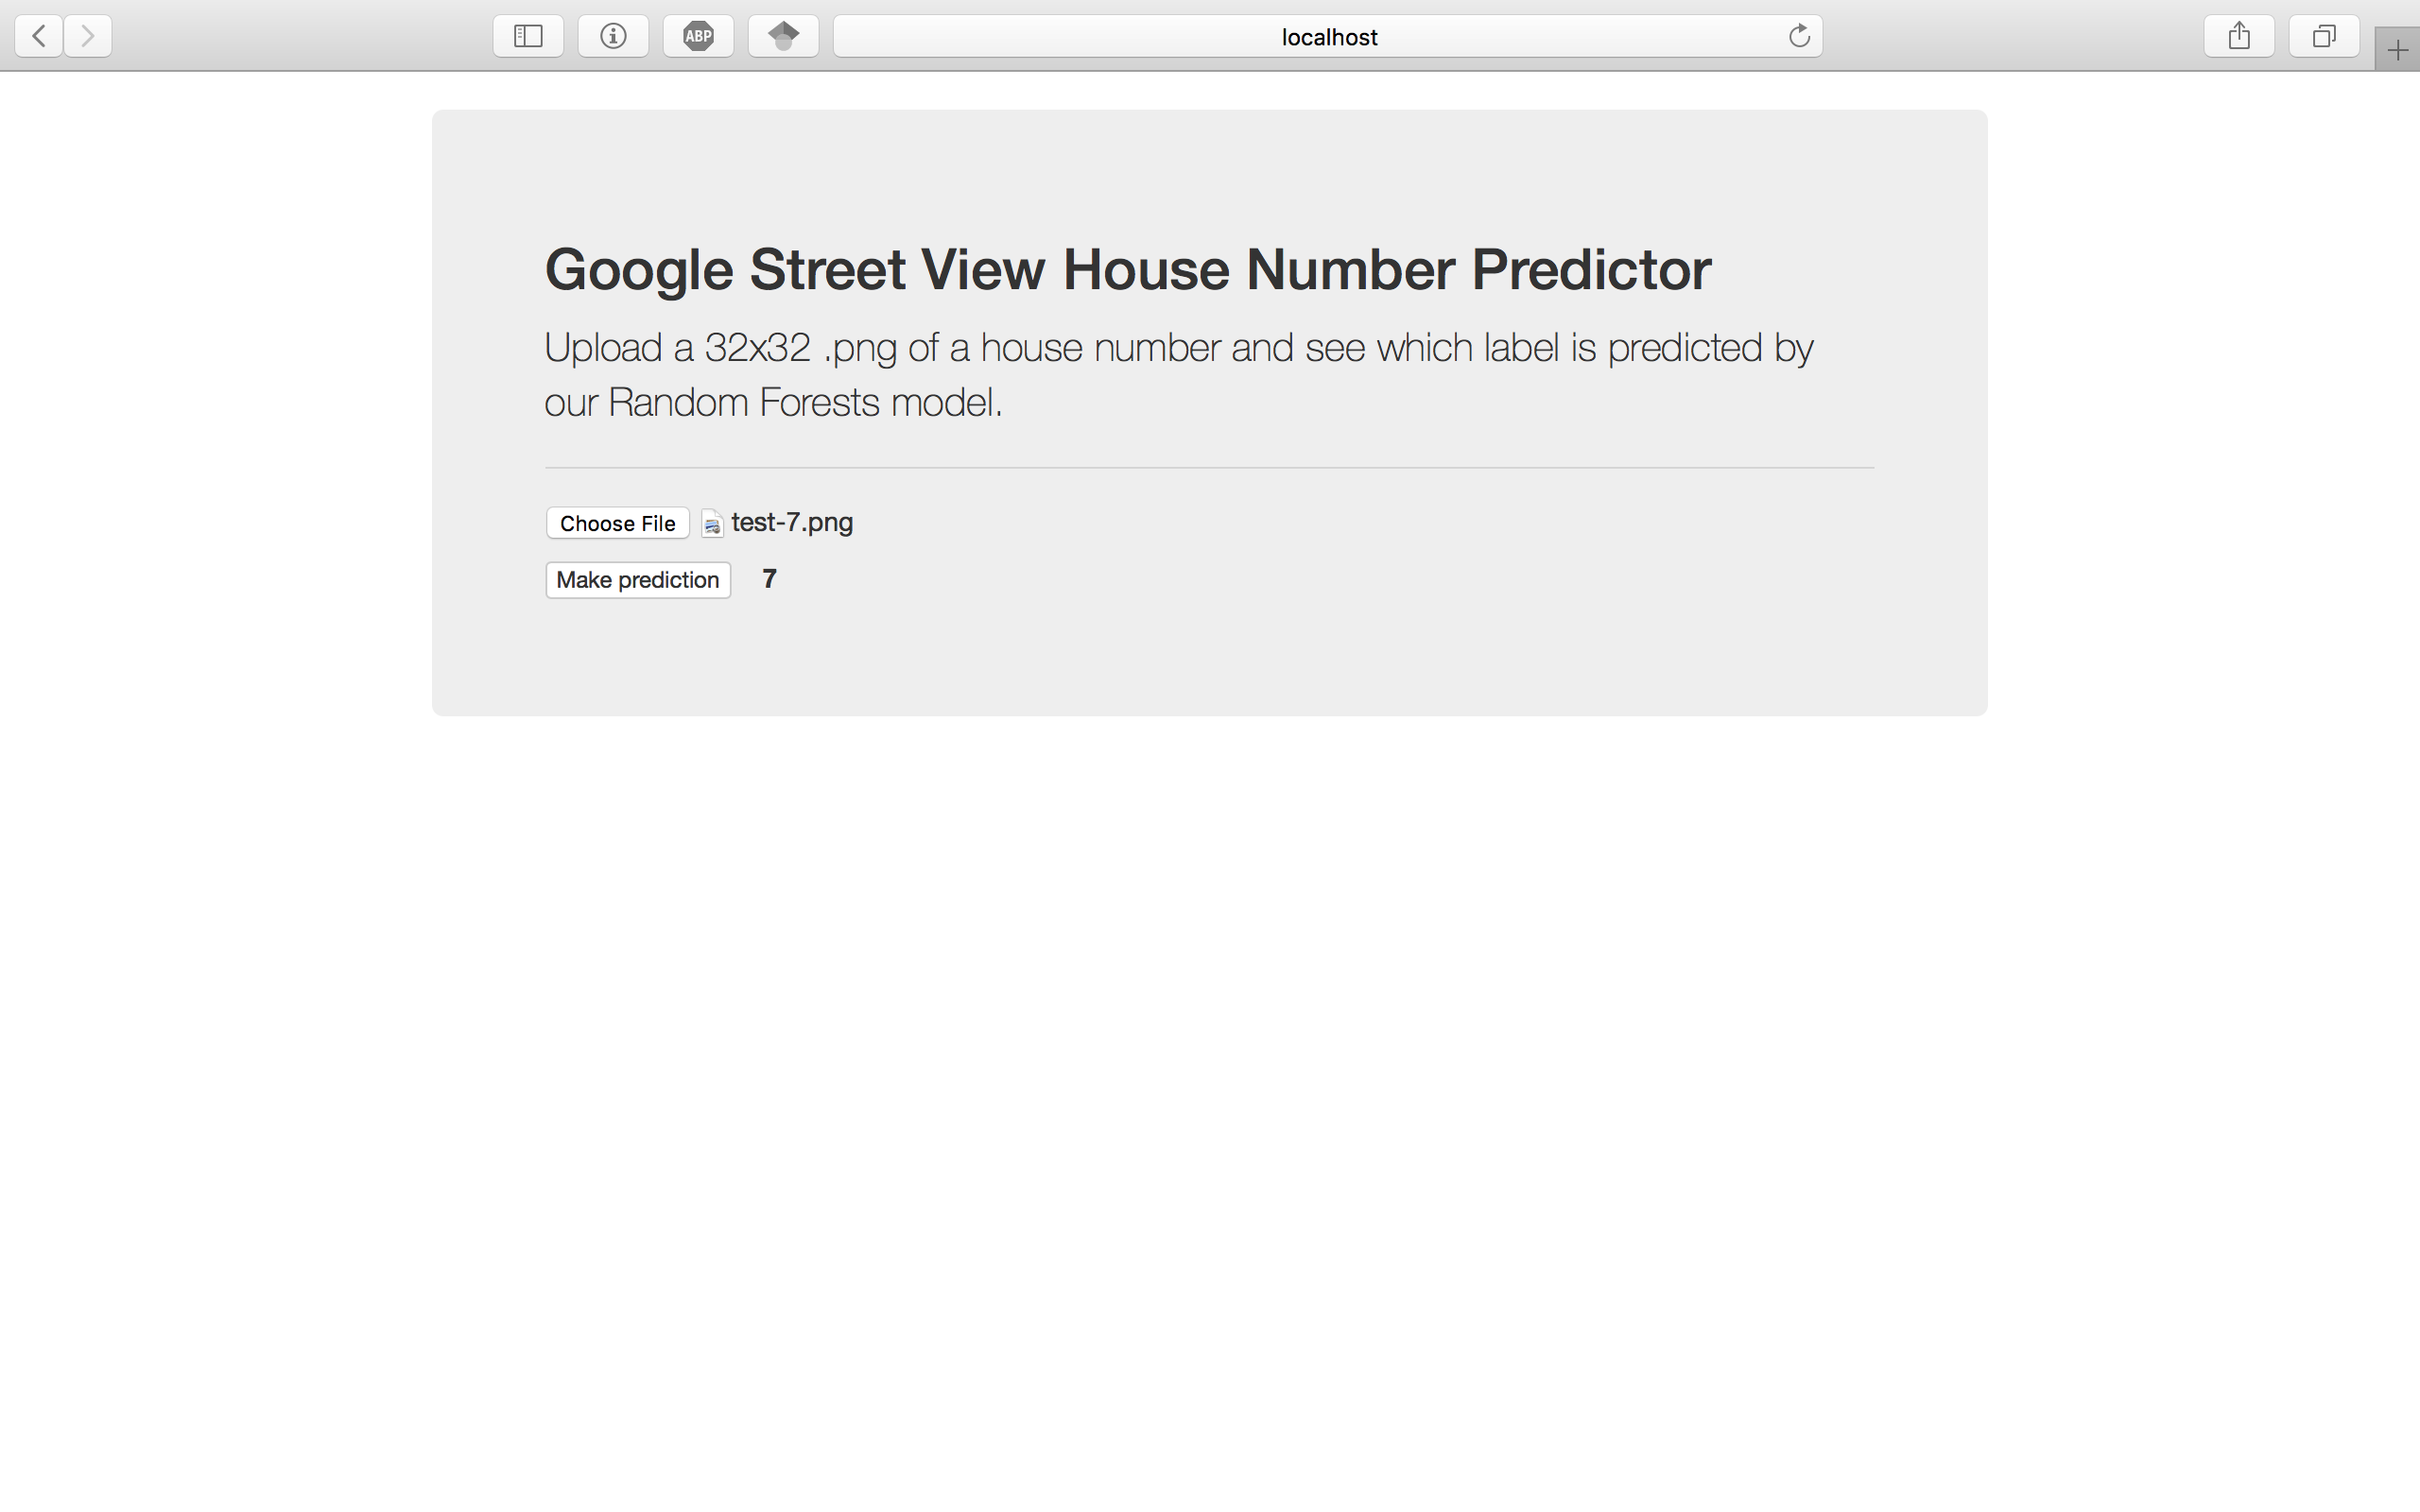 ABP
localhost
Google Street View House Number Predictor
Upload a 32x32 .png of a house number and see which label is predicted by
our Random Forests model.
Choose File test-7.png
Make prediction 7